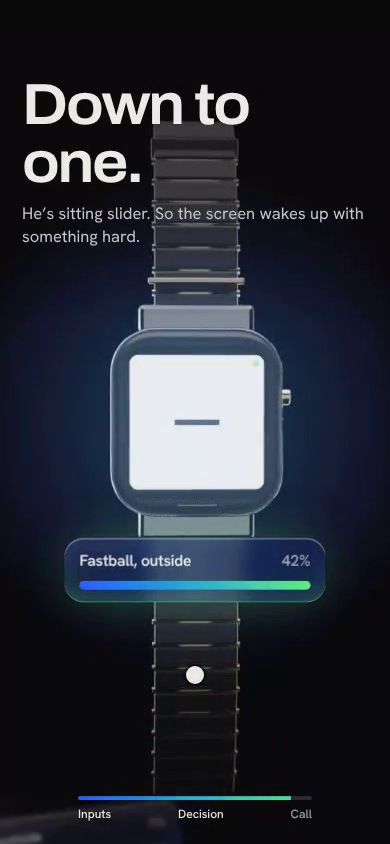 Down to
one.
He’s sitting slider. So the screen wakes up with
something hard.
Fastball, outside 42%
Inputs Decision Call